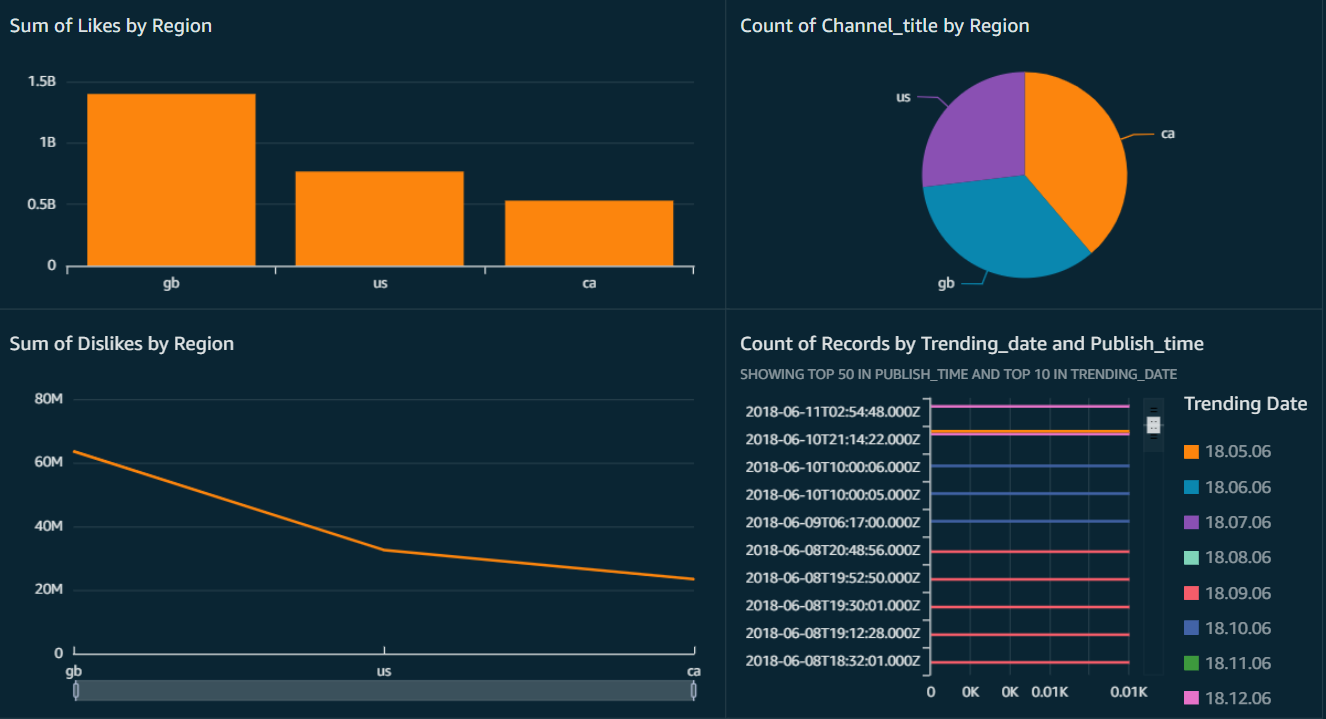 Sum of Likes by Region
1.5B
1B
0.5B
0
gb
us
ca
Count of Channel_title by Region
us
ca
gb
Sum of Dislikes by Region
80M
60M
40M
20M
0
gb
us
ca
Count of Records by Trending_date and Publish_time
SHOWING TOP 50 IN PUBLISH_TIME AND TOP 10 IN TRENDING_DATE
2018-06-11T02:54:48.000Z
2018-06-10T21:14:22.000Z
2018-06-10T10:00:06.000Z
2018-06-10T10:00:05.000Z
2018-06-09T06:17:00.000Z
2018-06-08T20:48:56.000Z
2018-06-08T19:52:50.000Z
2018-06-08T19:30:01.000Z
2018-06-08T19:12:28.000Z
2018-06-08T18:32:01.000Z
0 0K 0K 0.01K 0.01K
Trending Date
18.05.06
18.06.06
18.07.06
18.08.06
18.09.06
18.10.06
18.11.06
18.12.06